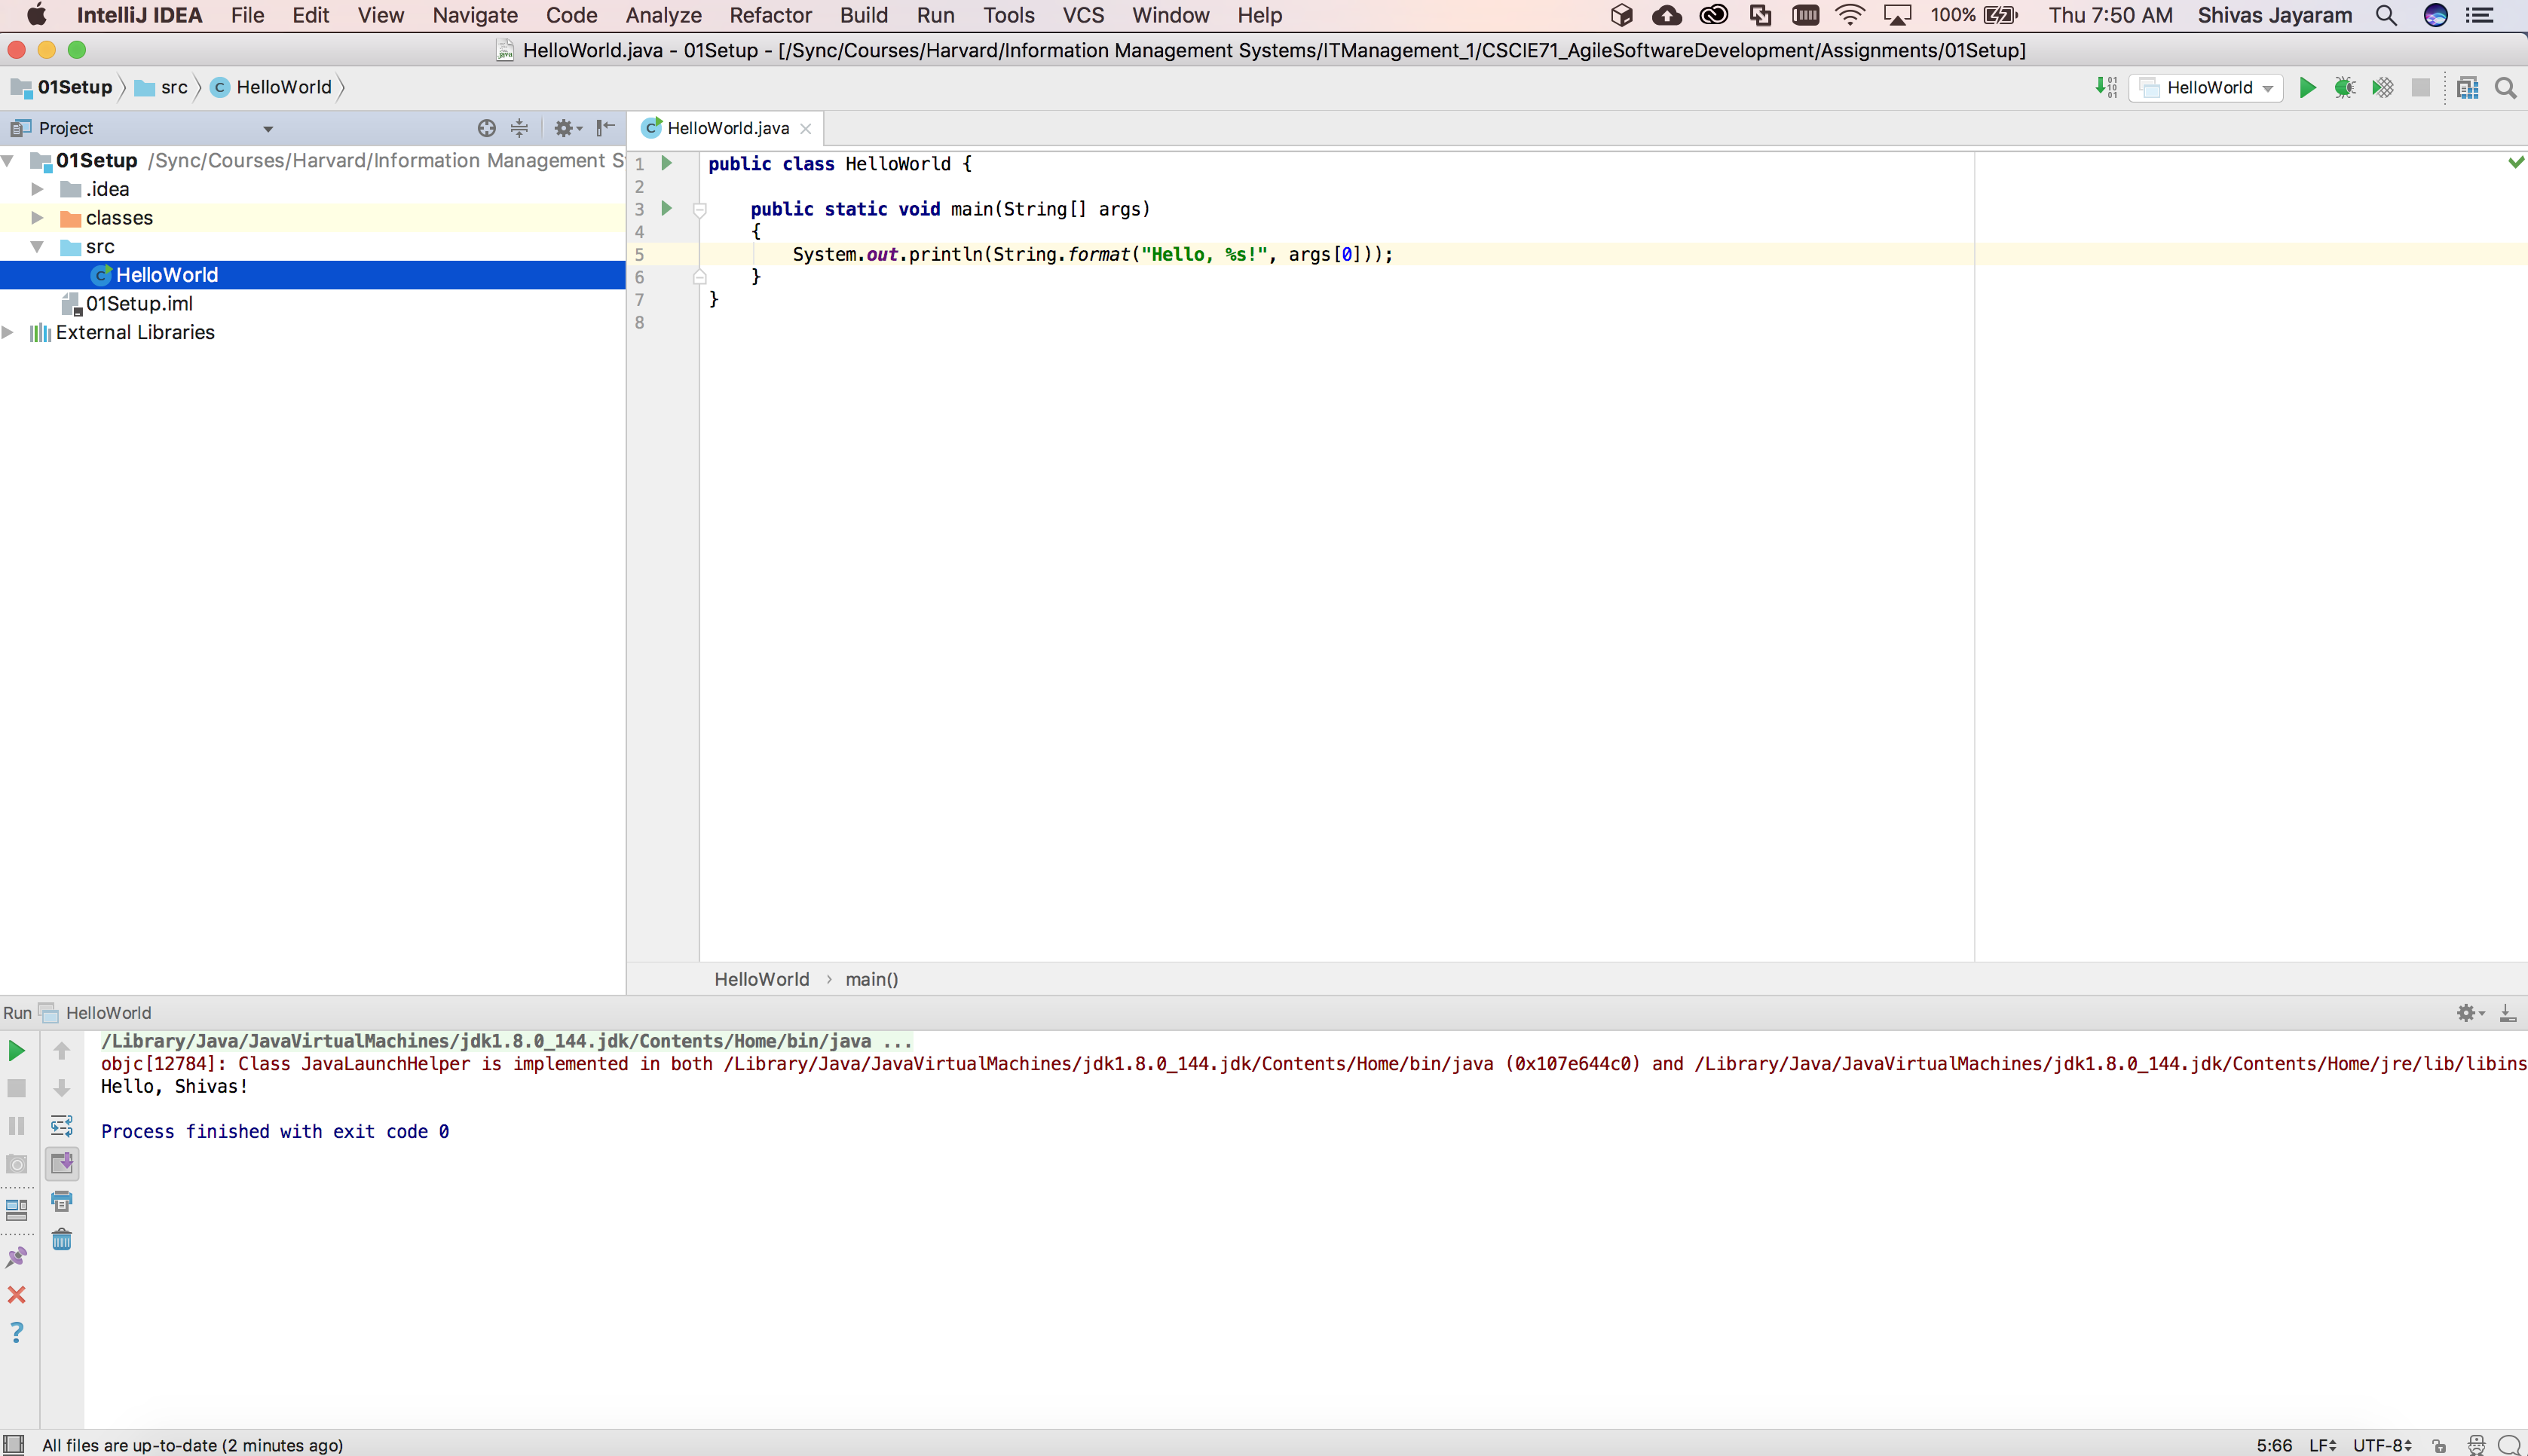 IntelliJ IDEA File Edit View Navigate Code Analyze Refactor Build Run Tools VCS Window Help 100% Thu 7:50 AM Shivas Jayaram
HelloWorld.java - 01Setup - [/Sync/Courses/Harvard/Information Management Systems/ITManagement_1/CSCIE71_AgileSoftwareDevelopment/Assignments/01Setup]
01Setup src HelloWorld HelloWorld
Project
HelloWorld.java
01Setup /Sync/Courses/Harvard/Information Management S
.idea
classes
src
HelloWorld
01Setup.iml
External Libraries
1 public class HelloWorld {
2
3 public static void main(String[] args)
4 {
5 System.out.println(String.format("Hello, %s!", args[0]));
6 }
7 }
8
HelloWorld › main()
Run HelloWorld
/Library/Java/JavaVirtualMachines/jdk1.8.0_144.jdk/Contents/Home/bin/java ...
objc[12784]: Class JavaLaunchHelper is implemented in both /Library/Java/JavaVirtualMachines/jdk1.8.0_144.jdk/Contents/Home/bin/java (0x107e644c0) and /Library/Java/JavaVirtualMachines/jdk1.8.0_144.jdk/Contents/Home/jre/lib/libins
Hello, Shivas!
Process finished with exit code 0
All files are up-to-date (2 minutes ago) 5:66 LF UTF-8